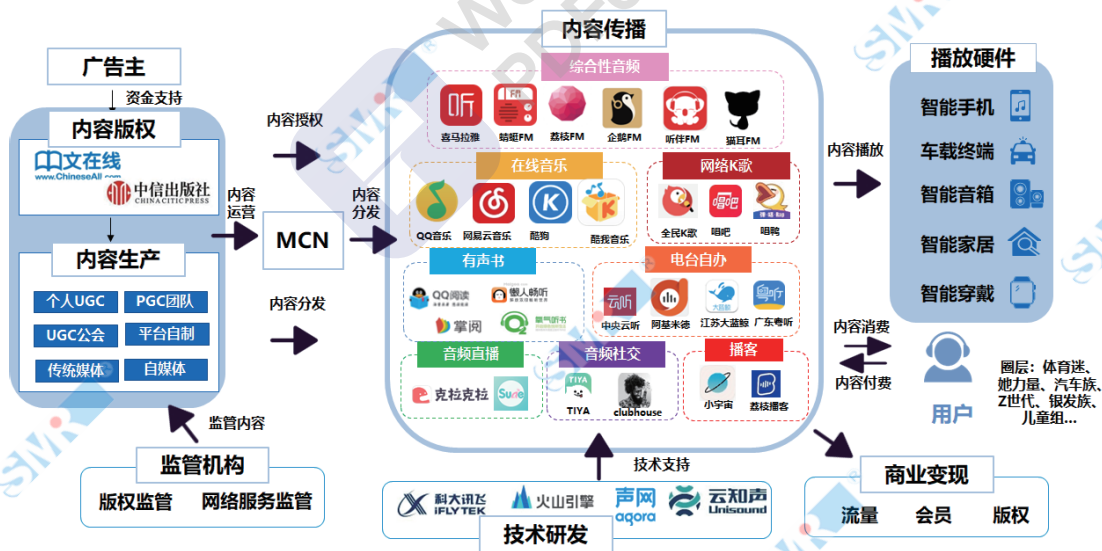 广告主
资金支持
内容版权
中文在线
www.ChineseAll.com
中信出版社
CHINA CITIC PRESS
内容生产
个人UGC
PGC团队
UGC公会
平台自制
传统媒体
自媒体
监管内容
监管机构
版权监管
网络服务监管
内容授权
内容
运营
MCN
内容
分发
内容分发
内容传播
综合性音频
听
FM
喜马拉雅
蜻蜓FM
荔枝FM
企鹅FM
听伴FM
猫耳FM
在线音乐
QQ音乐
网易云音乐
酷狗
酷我音乐
网络K歌
唱吧
全民K歌
唱吧
唱鸭
有声书
QQ阅读
懒人畅听
掌阅
氧气听书
电台自办
云听
粤听
中央云听
阿基米德
江苏大蓝鲸
广东粤听
音频直播
克拉克拉
音频社交
TIYA
TIYA
clubhouse
播客
小宇宙
荔枝播客
技术支持
科大讯飞
iFLYTEK
火山引擎
声网
agora
云知声
Unisound
技术研发
内容播放
播放硬件
智能手机
车载终端
智能音箱
智能家居
智能穿戴
内容消费
内容付费
用户
圈层：体育迷、
她力量、汽车族、
Z世代、银发族、
儿童组...
商业变现
流量
会员
版权
SMR